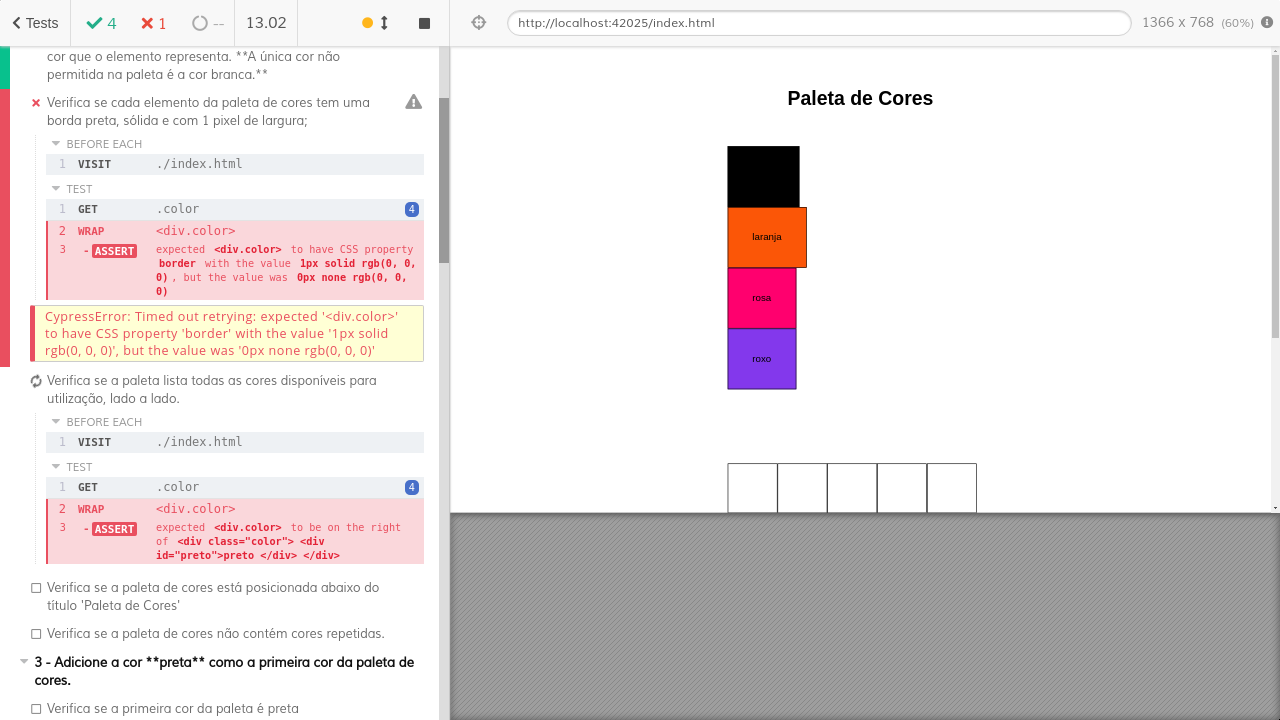 Tests
4
1
--
13.02
http://localhost:42025/index.html
1366 x 768 (60%)
cor que o elemento representa. **A única cor não
permitida na paleta é a cor branca.**
Verifica se cada elemento da paleta de cores tem uma
borda preta, sólida e com 1 pixel de largura;
BEFORE EACH
1 VISIT ./index.html
TEST
1 GET .color 4
2 WRAP <div.color>
3 - ASSERT expected <div.color> to have CSS property
border with the value 1px solid rgb(0, 0,
0) , but the value was 0px none rgb(0, 0,
0)
CypressError: Timed out retrying: expected '<div.color>'
to have CSS property 'border' with the value '1px solid
rgb(0, 0, 0)', but the value was '0px none rgb(0, 0, 0)'
Verifica se a paleta lista todas as cores disponíveis para
utilização, lado a lado.
BEFORE EACH
1 VISIT ./index.html
TEST
1 GET .color 4
2 WRAP <div.color>
3 - ASSERT expected <div.color> to be on the right
of <div class="color"> <div
id="preto">preto </div> </div>
Verifica se a paleta de cores está posicionada abaixo do
título 'Paleta de Cores'
Verifica se a paleta de cores não contém cores repetidas.
3 - Adicione a cor **preta** como a primeira cor da paleta de
cores.
Verifica se a primeira cor da paleta é preta
Paleta de Cores
laranja
rosa
roxo